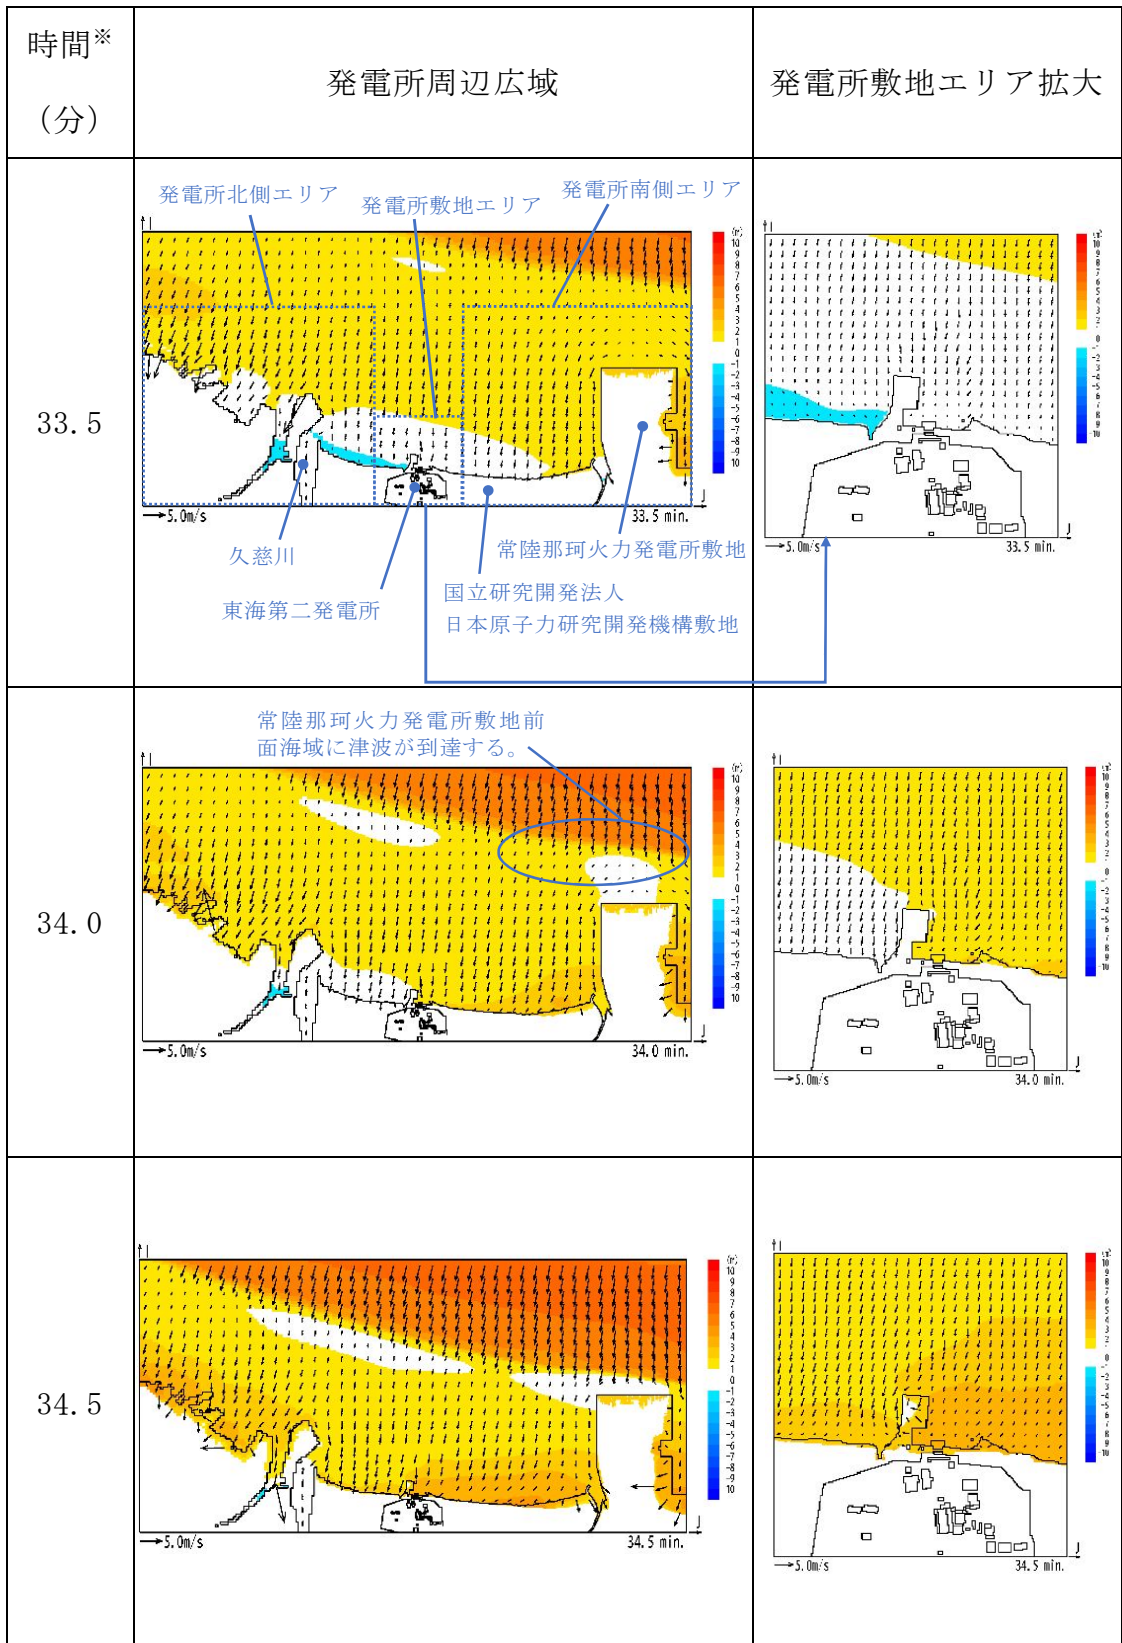 時間※
（分）
発電所周辺広域
発電所敷地エリア拡大
33.5
発電所北側エリア
発電所敷地エリア
発電所南側エリア
5.0m/s
33.5 min.
久慈川
東海第二発電所
国立研究開発法人
日本原子力研究開発機構敷地
常陸那珂火力発電所敷地
5.0m/s
33.5 min.
34.0
常陸那珂火力発電所敷地前
面海域に津波が到達する。
5.0m/s
34.0 min.
5.0m/s
34.0 min.
34.5
5.0m/s
34.5 min.
5.0m/s
34.5 min.